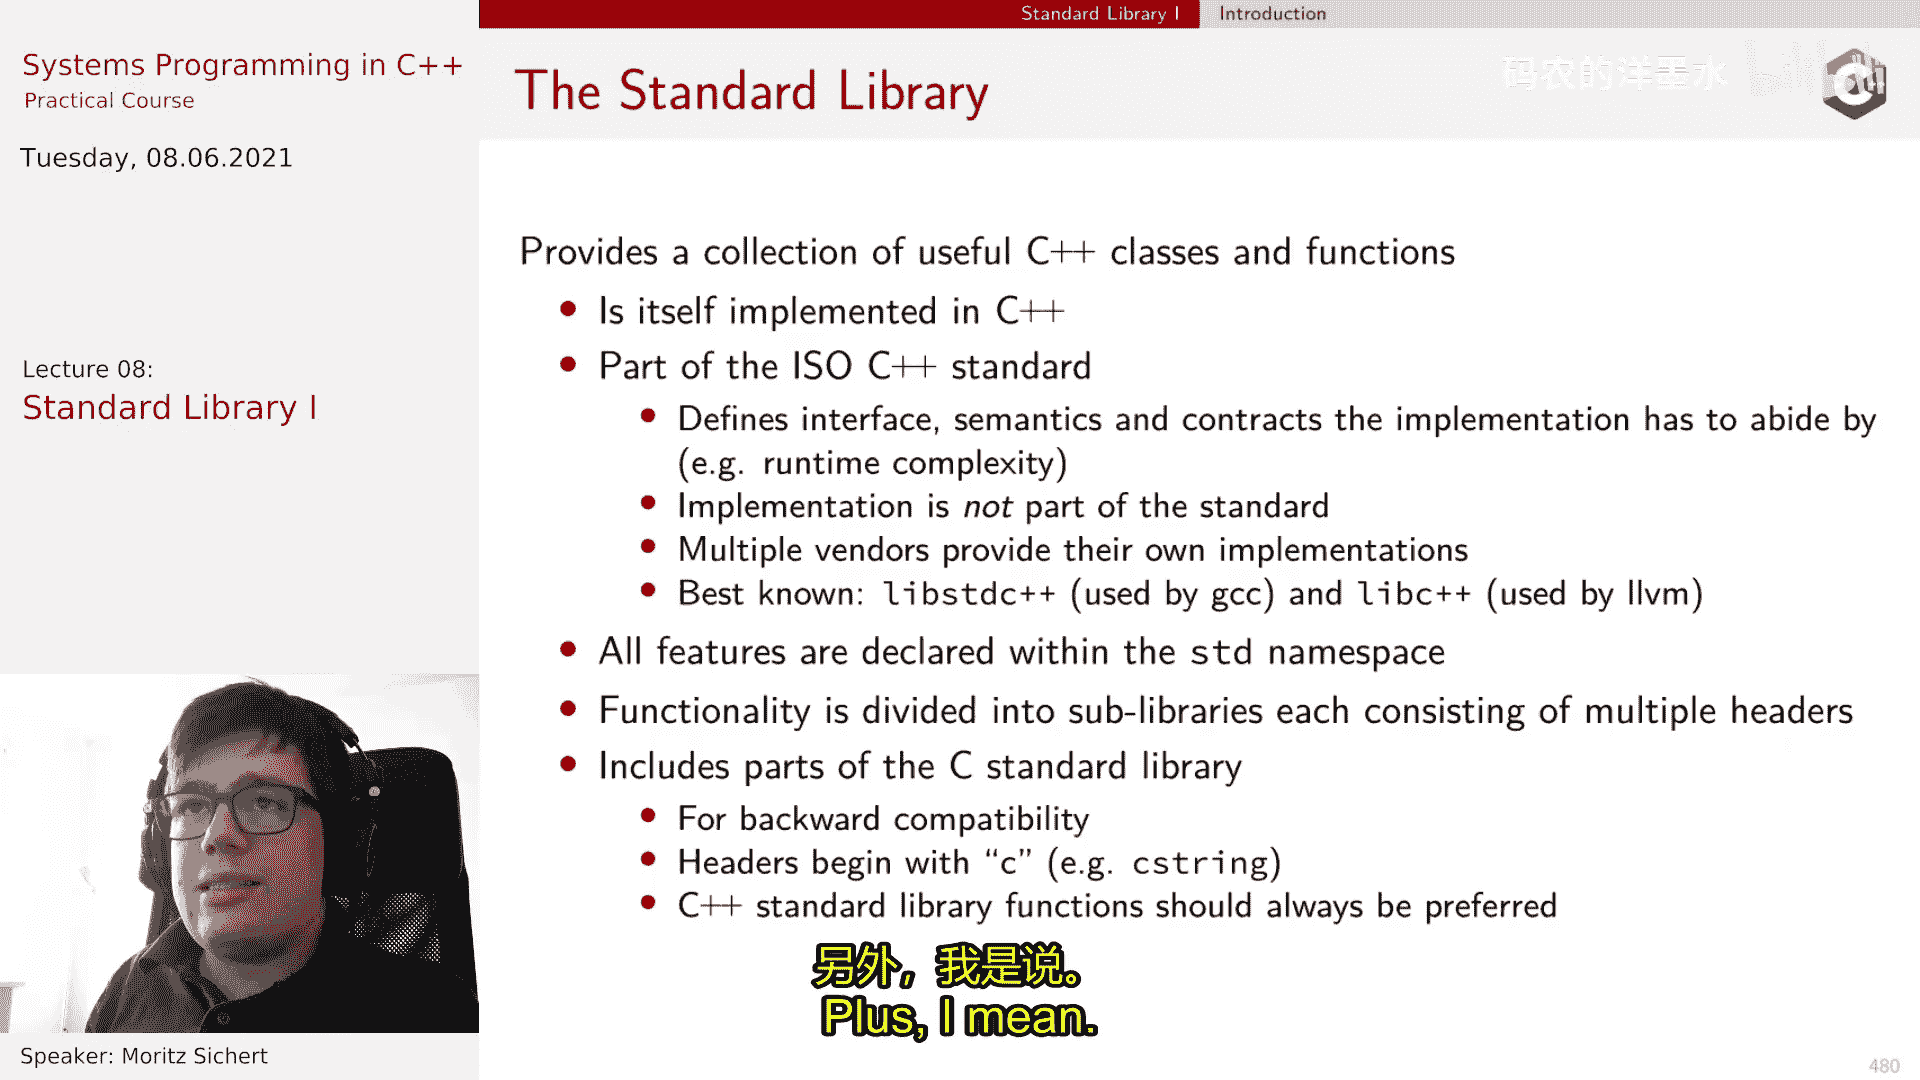 Standard Library I
Introduction
Systems Programming in C++
Practical Course
Tuesday, 08.06.2021
The Standard Library
码农的洋墨水
Provides a collection of useful C++ classes and functions
Is itself implemented in C++
Part of the ISO C++ standard
Defines interface, semantics and contracts the implementation has to abide by
(e.g. runtime complexity)
Implementation is not part of the standard
Multiple vendors provide their own implementations
Best known: libstdc++ (used by gcc) and libc++ (used by llvm)
All features are declared within the std namespace
Functionality is divided into sub-libraries each consisting of multiple headers
Includes parts of the C standard library
For backward compatibility
Headers begin with “c” (e.g. cstring)
C++ standard library functions should always be preferred
Lecture 08:
Standard Library I
另外，我是说。
Plus, I mean.
Speaker: Moritz Sichert
480